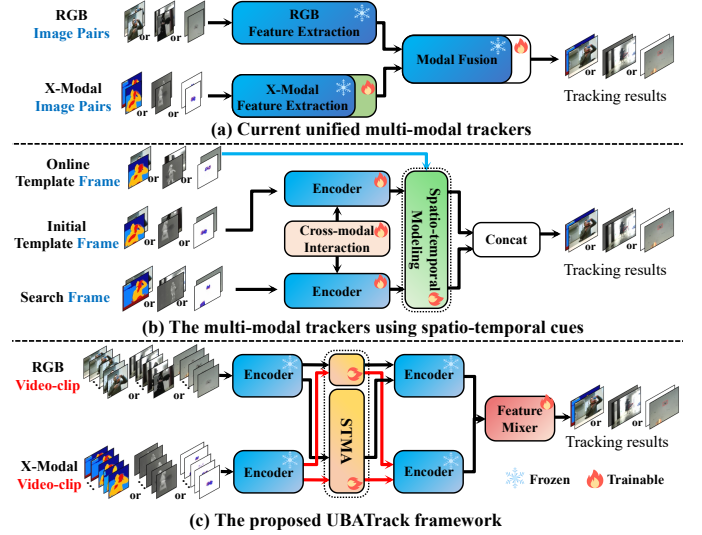 RGB
Image Pairs
or or
RGB
Feature Extraction
X-Modal
Image Pairs
or or
X-Modal
Feature Extraction
Modal Fusion
or or
Tracking results
(a) Current unified multi-modal trackers
Online
Template Frame
or or
Initial
Template Frame
or or
Search Frame
or or
Encoder
Cross-modal
Interaction
Encoder
Spatio-temporal
Modeling
Concat
or or
Tracking results
(b) The multi-modal trackers using spatio-temporal cues
RGB
Video-clip
or or
X-Modal
Video-clip
or or
Encoder
Encoder
STMA
Encoder
Encoder
Feature
Mixer
or or
Tracking results
Frozen
Trainable
(c) The proposed UBATrack framework